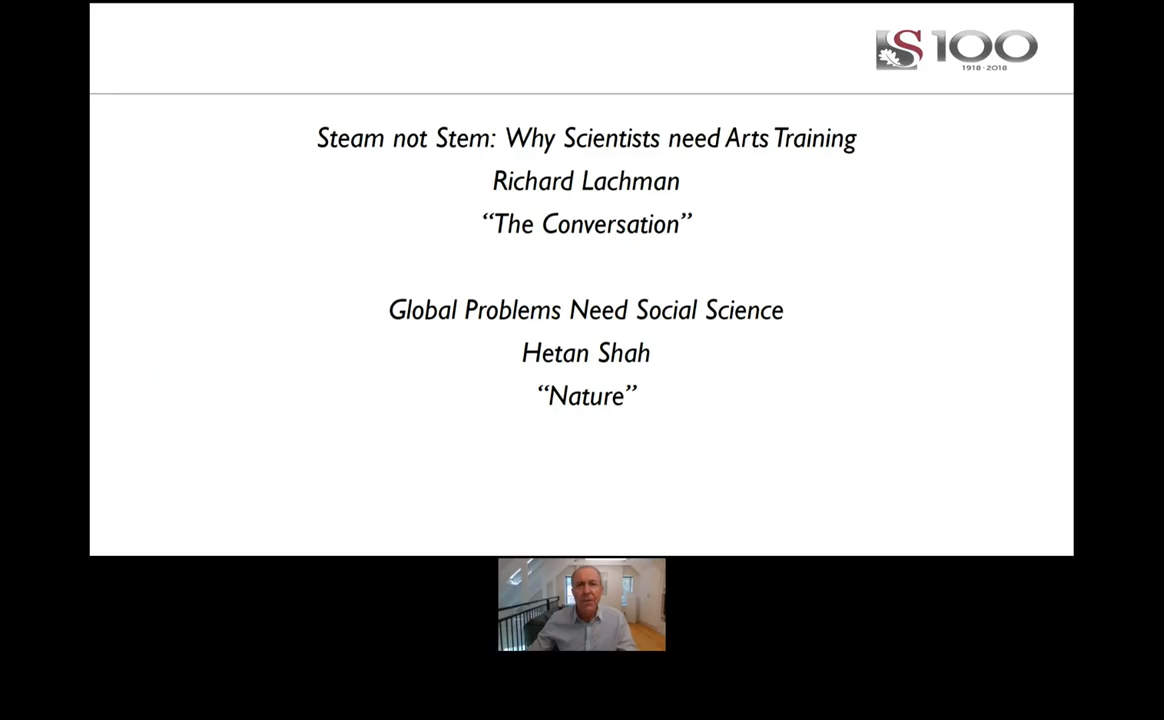 S 100
1918-2018
Steam not Stem: Why Scientists need Arts Training
Richard Lachman
“The Conversation”
Global Problems Need Social Science
Hetan Shah
“Nature”